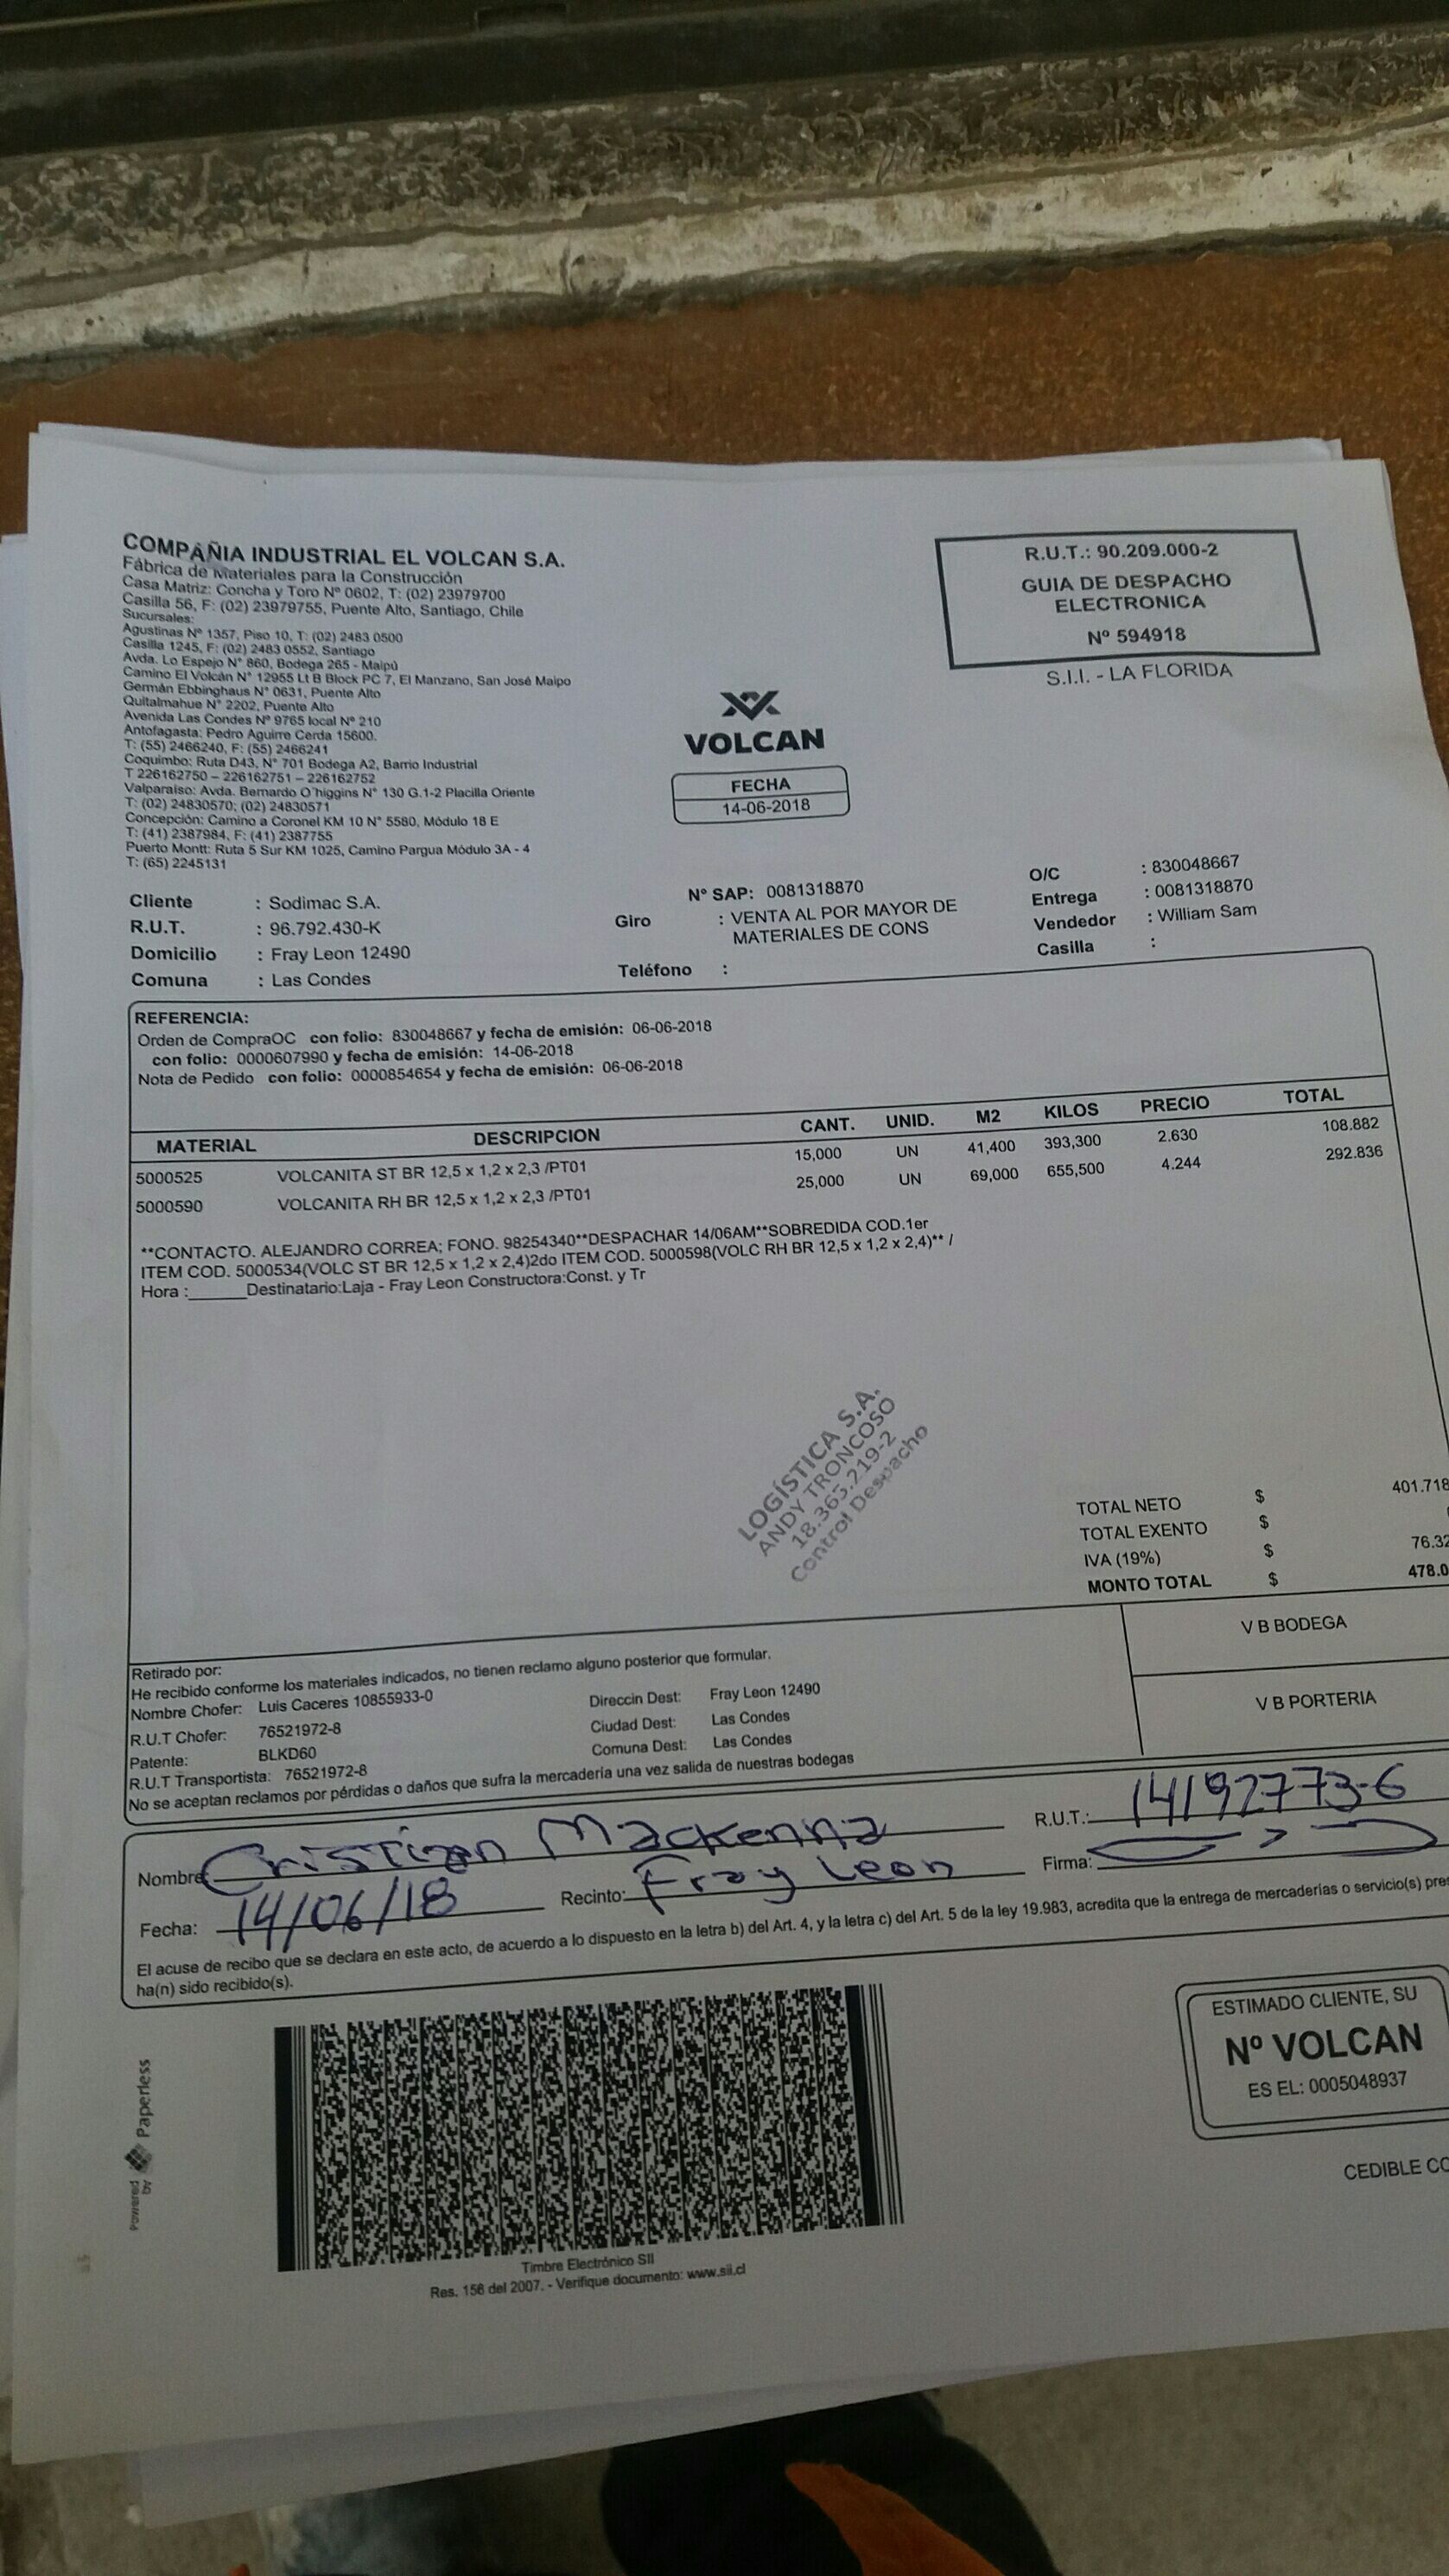 COMPAÑIA INDUSTRIAL EL VOLCAN S.A.
Fábrica de Materiales para la Construcción
Casa Matriz: Concha y Toro Nº 0602, T: (02) 23979700
Casilla 56, F: (02) 23979755, Puente Alto, Santiago, Chile
Sucursales:
Agustinas Nº 1357, Piso 10, T: (02) 2483 0500
Casilla 1245, F: (02) 2483 0552, Santiago
Avda. Lo Espejo N° 860, Bodega 265 - Maipú
Camino El Volcán N° 12955 Lt B Block PC 7, El Manzano, San José Maipo
Germán Ebbinghaus N° 0631, Puente Alto
Quitalmahue N° 2202, Puente Alto
Avenida Las Condes Nº 9765 local Nº 210
Antofagasta: Pedro Aguirre Cerda 15600.
T: (55) 2466240, F: (55) 2466241
Coquimbo: Ruta D43, N° 701 Bodega A2, Barrio Industrial
T 226162750 – 226162751 – 226162752
Valparaíso: Avda. Bernardo O´higgins N° 130 G.1-2 Placilla Oriente
T: (02) 24830570; (02) 24830571
Concepción: Camino a Coronel KM 10 N° 5580, Módulo 18 E
T: (41) 2387984, F: (41) 2387755
Puerto Montt: Ruta 5 Sur KM 1025, Camino Pargua Módulo 3A - 4
T: (65) 2245131
R.U.T.: 90.209.000-2
GUIA DE DESPACHO
ELECTRONICA
Nº 594918
S.I.I. - LA FLORIDA
VOLCAN
FECHA
14-06-2018
Cliente : Sodimac S.A.
R.U.T. : 96.792.430-K
Domicilio : Fray Leon 12490
Comuna : Las Condes
Nº SAP: 0081318870
Giro : VENTA AL POR MAYOR DE
MATERIALES DE CONS
Teléfono :
O/C : 830048667
Entrega : 0081318870
Vendedor : William Sam
Casilla :
REFERENCIA:
Orden de CompraOC con folio: 830048667 y fecha de emisión: 06-06-2018
con folio: 0000607990 y fecha de emisión: 14-06-2018
Nota de Pedido con folio: 0000854654 y fecha de emisión: 06-06-2018
MATERIAL DESCRIPCION CANT. UNID. M2 KILOS PRECIO TOTAL
5000525 VOLCANITA ST BR 12,5 x 1,2 x 2,3 /PT01 15,000 UN 41,400 393,300 2.630 108.882
5000590 VOLCANITA RH BR 12,5 x 1,2 x 2,3 /PT01 25,000 UN 69,000 655,500 4.244 292.836
**CONTACTO. ALEJANDRO CORREA; FONO. 98254340**DESPACHAR 14/06AM**SOBREDIDA COD.1er
ITEM COD. 5000534(VOLC ST BR 12,5 x 1,2 x 2,4)2do ITEM COD. 5000598(VOLC RH BR 12,5 x 1,2 x 2,4)** /
Hora :______Destinatario:Laja - Fray Leon Constructora:Const. y Tr
LOGÍSTICA S.A.
ANDY TRONCOSO
18.365.219-2
Control Despacho
TOTAL NETO $ 401.718
TOTAL EXENTO $
IVA (19%) $ 76.32
MONTO TOTAL $ 478.0
V B BODEGA
V B PORTERIA
Retirado por:
He recibido conforme los materiales indicados, no tienen reclamo alguno posterior que formular.
Nombre Chofer: Luis Caceres 10855933-0
R.U.T Chofer: 76521972-8
Patente: BLKD60
R.U.T Transportista: 76521972-8
Direccin Dest: Fray Leon 12490
Ciudad Dest: Las Condes
Comuna Dest: Las Condes
No se aceptan reclamos por pérdidas o daños que sufra la mercadería una vez salida de nuestras bodegas
Nombre Cristian Mackenna R.U.T.: 14192773-6
Fecha: 14/06/18 Recinto: Fray Leon Firma:
El acuse de recibo que se declara en este acto, de acuerdo a lo dispuesto en la letra b) del Art. 4, y la letra c) del Art. 5 de la ley 19.983, acredita que la entrega de mercaderías o servicio(s) pres
ha(n) sido recibido(s).
Powered by Paperless
Timbre Electrónico SII
Res. 156 del 2007. - Verifique documento: www.sii.cl
ESTIMADO CLIENTE, SU
Nº VOLCAN
ES EL: 0005048937
CEDIBLE CO